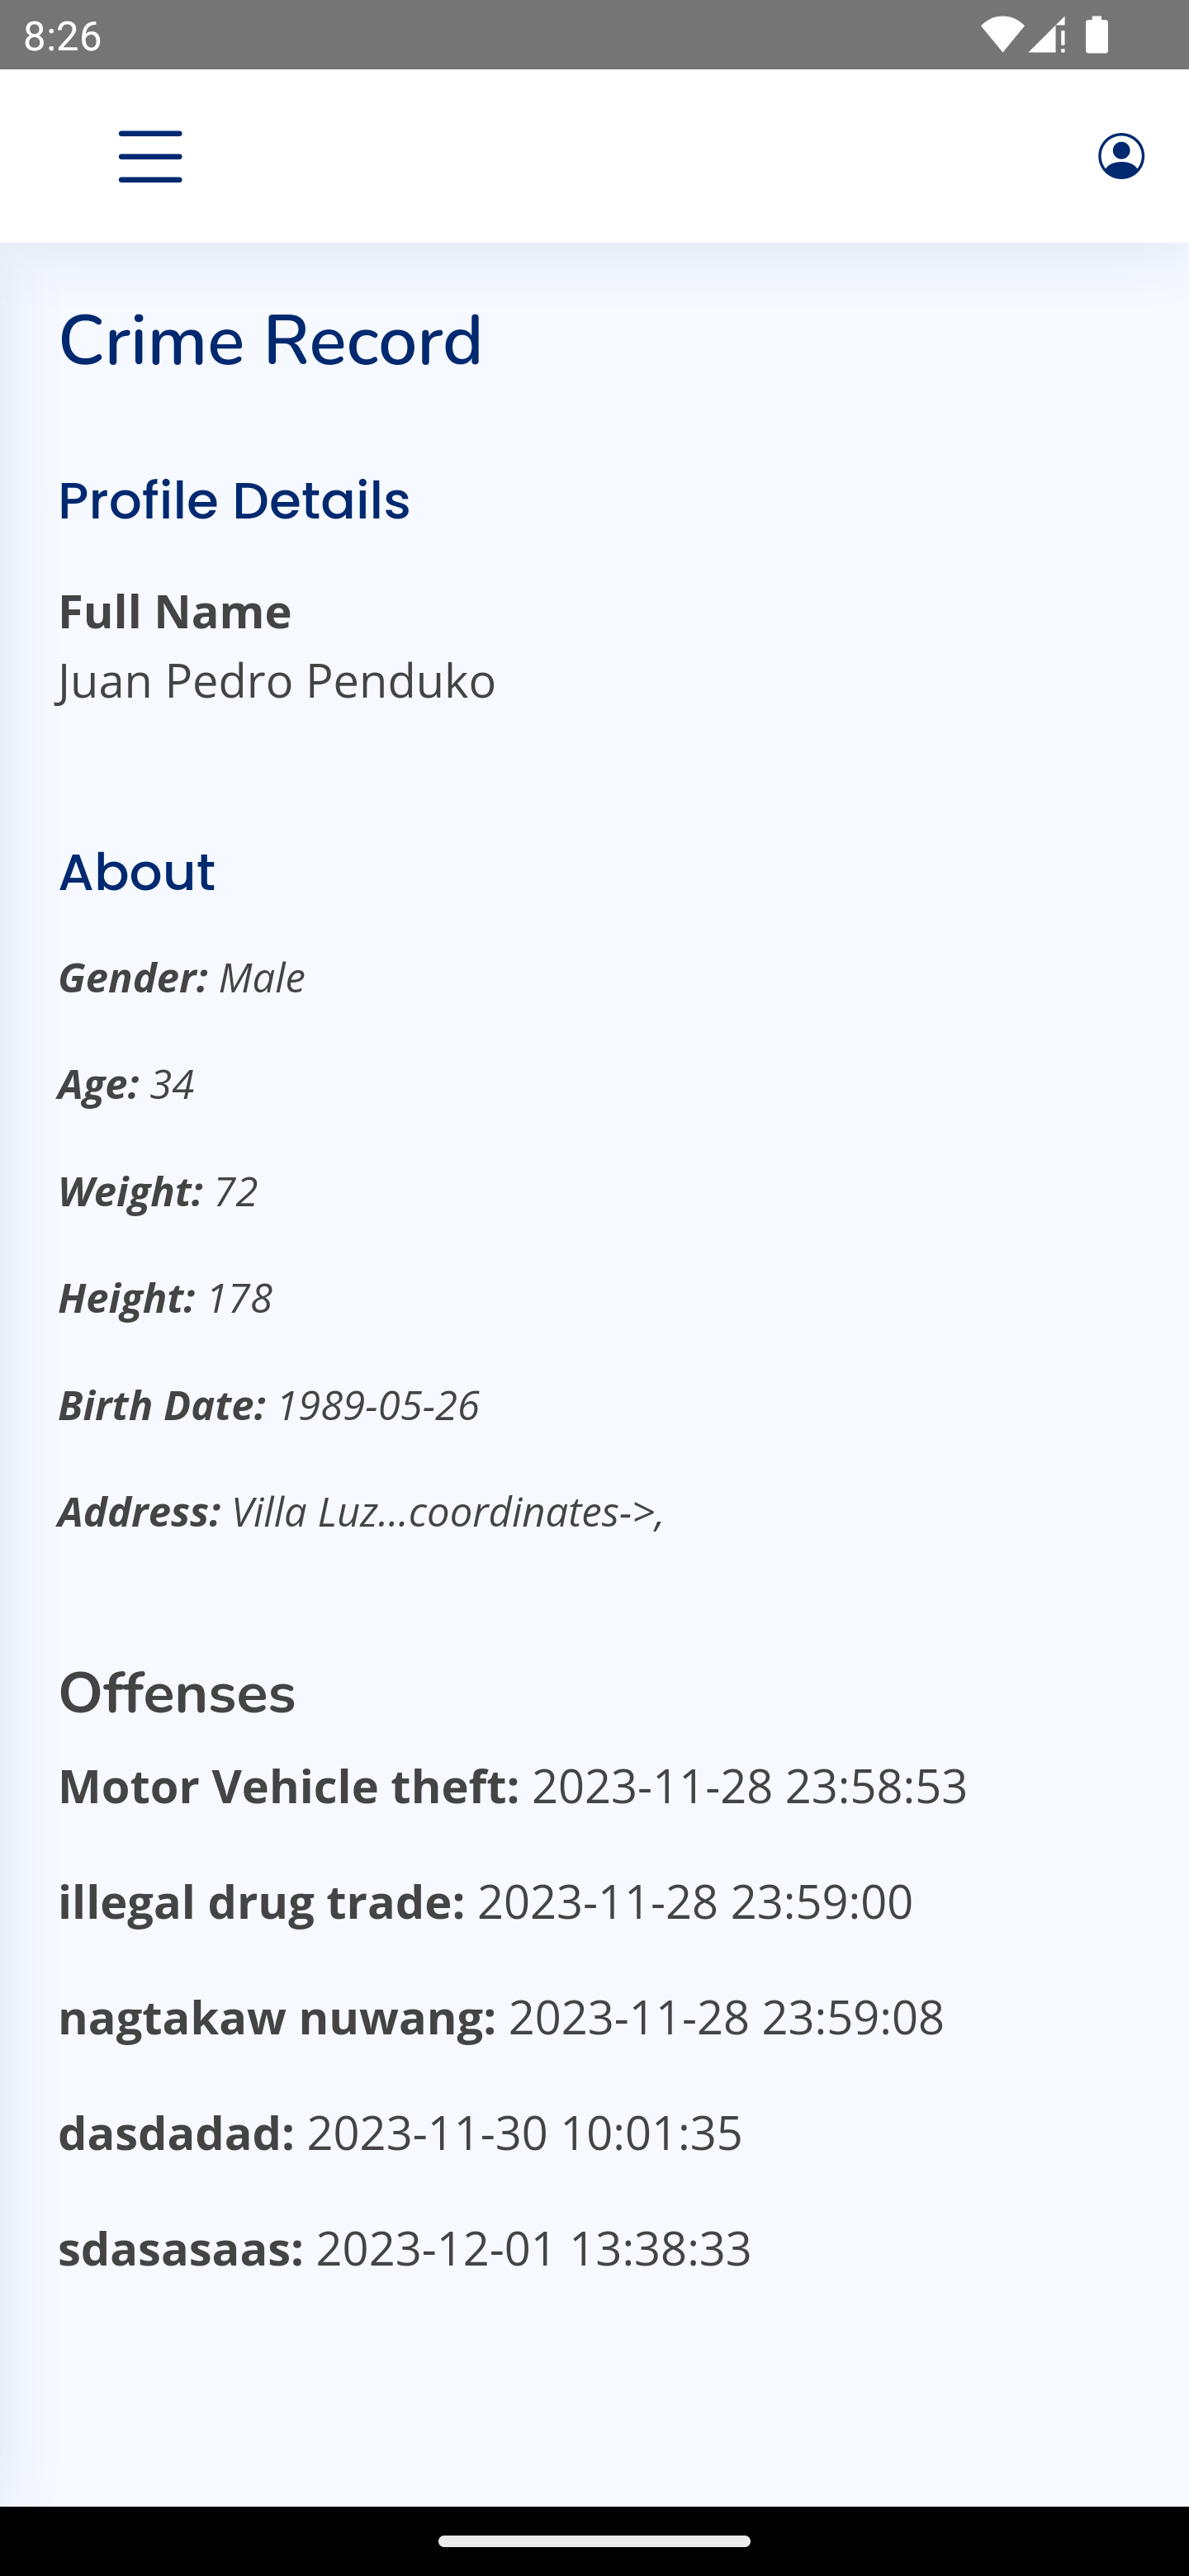 8:26
Crime Record
Profile Details
Full Name
Juan Pedro Penduko
About
Gender: Male
Age: 34
Weight: 72
Height: 178
Birth Date: 1989-05-26
Address: Villa Luz...coordinates->,
Offenses
Motor Vehicle theft: 2023-11-28 23:58:53
illegal drug trade: 2023-11-28 23:59:00
nagtakaw nuwang: 2023-11-28 23:59:08
dasdadad: 2023-11-30 10:01:35
sdasasaas: 2023-12-01 13:38:33